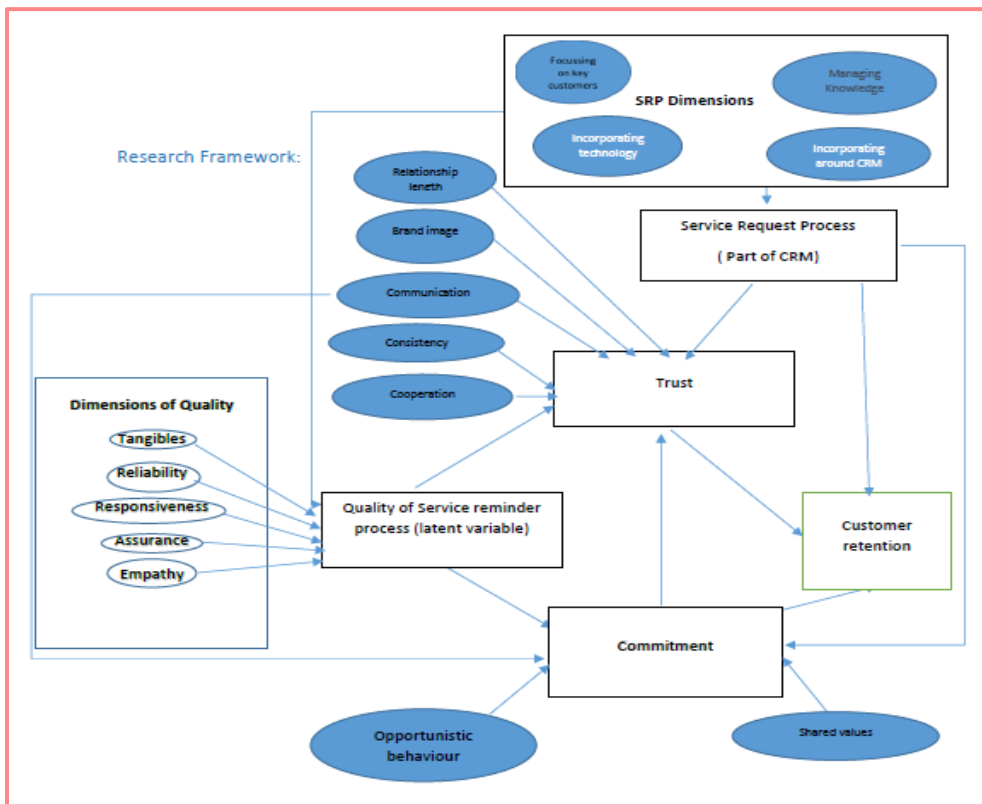 Focussing
on key
customers
Managing
Knowledge
SRP Dimensions
Incorporating
technology
Incorporating
around CRM
Research Framework:
Relationship
length
Brand image
Service Request Process
( Part of CRM)
Communication
Consistency
Cooperation
Trust
Dimensions of Quality
Tangibles
Reliability
Responsiveness
Assurance
Empathy
Quality of Service reminder
process (latent variable)
Customer
retention
Commitment
Opportunistic
behaviour
Shared values